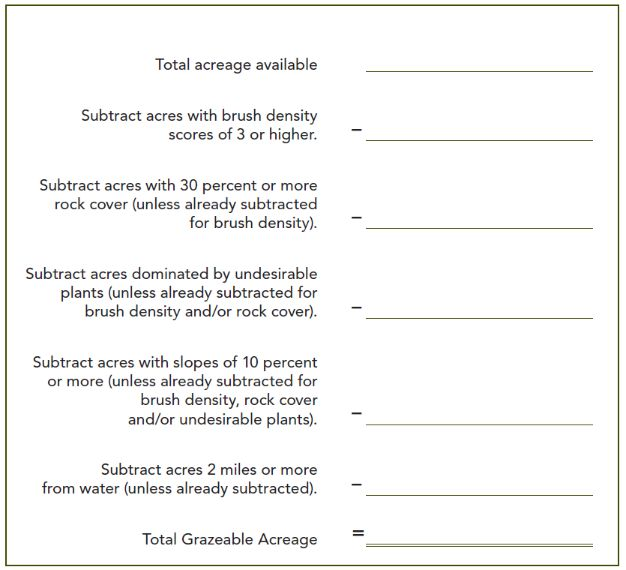 Total acreage available
Subtract acres with brush density
scores of 3 or higher.
–
Subtract acres with 30 percent or more
rock cover (unless already subtracted
for brush density).
–
Subtract acres dominated by undesirable
plants (unless already subtracted for
brush density and/or rock cover).
–
Subtract acres with slopes of 10 percent
or more (unless already subtracted for
brush density, rock cover
and/or undesirable plants).
–
Subtract acres 2 miles or more
from water (unless already subtracted).
–
Total Grazeable Acreage
=